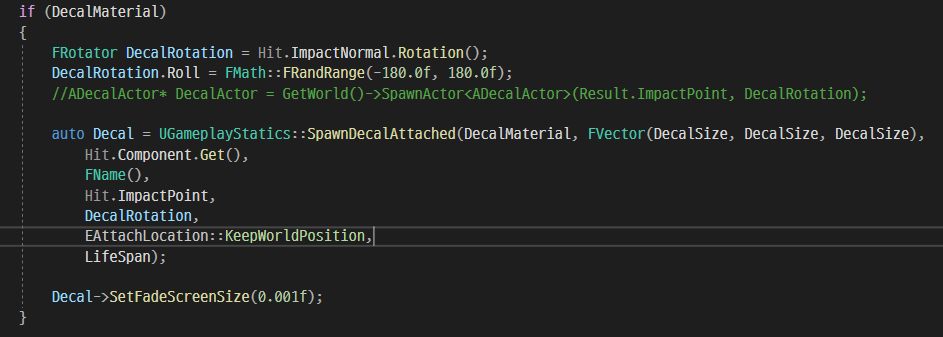 if (DecalMaterial)
{
    FRotator DecalRotation = Hit.ImpactNormal.Rotation();
    DecalRotation.Roll = FMath::FRandRange(-180.0f, 180.0f);
    //ADecalActor* DecalActor = GetWorld()->SpawnActor<ADecalActor>(Result.ImpactPoint, DecalRotation);

    auto Decal = UGameplayStatics::SpawnDecalAttached(DecalMaterial, FVector(DecalSize, DecalSize, DecalSize),
        Hit.Component.Get(),
        FName(),
        Hit.ImpactPoint,
        DecalRotation,
        EAttachLocation::KeepWorldPosition,
        LifeSpan);

    Decal->SetFadeScreenSize(0.001f);
}